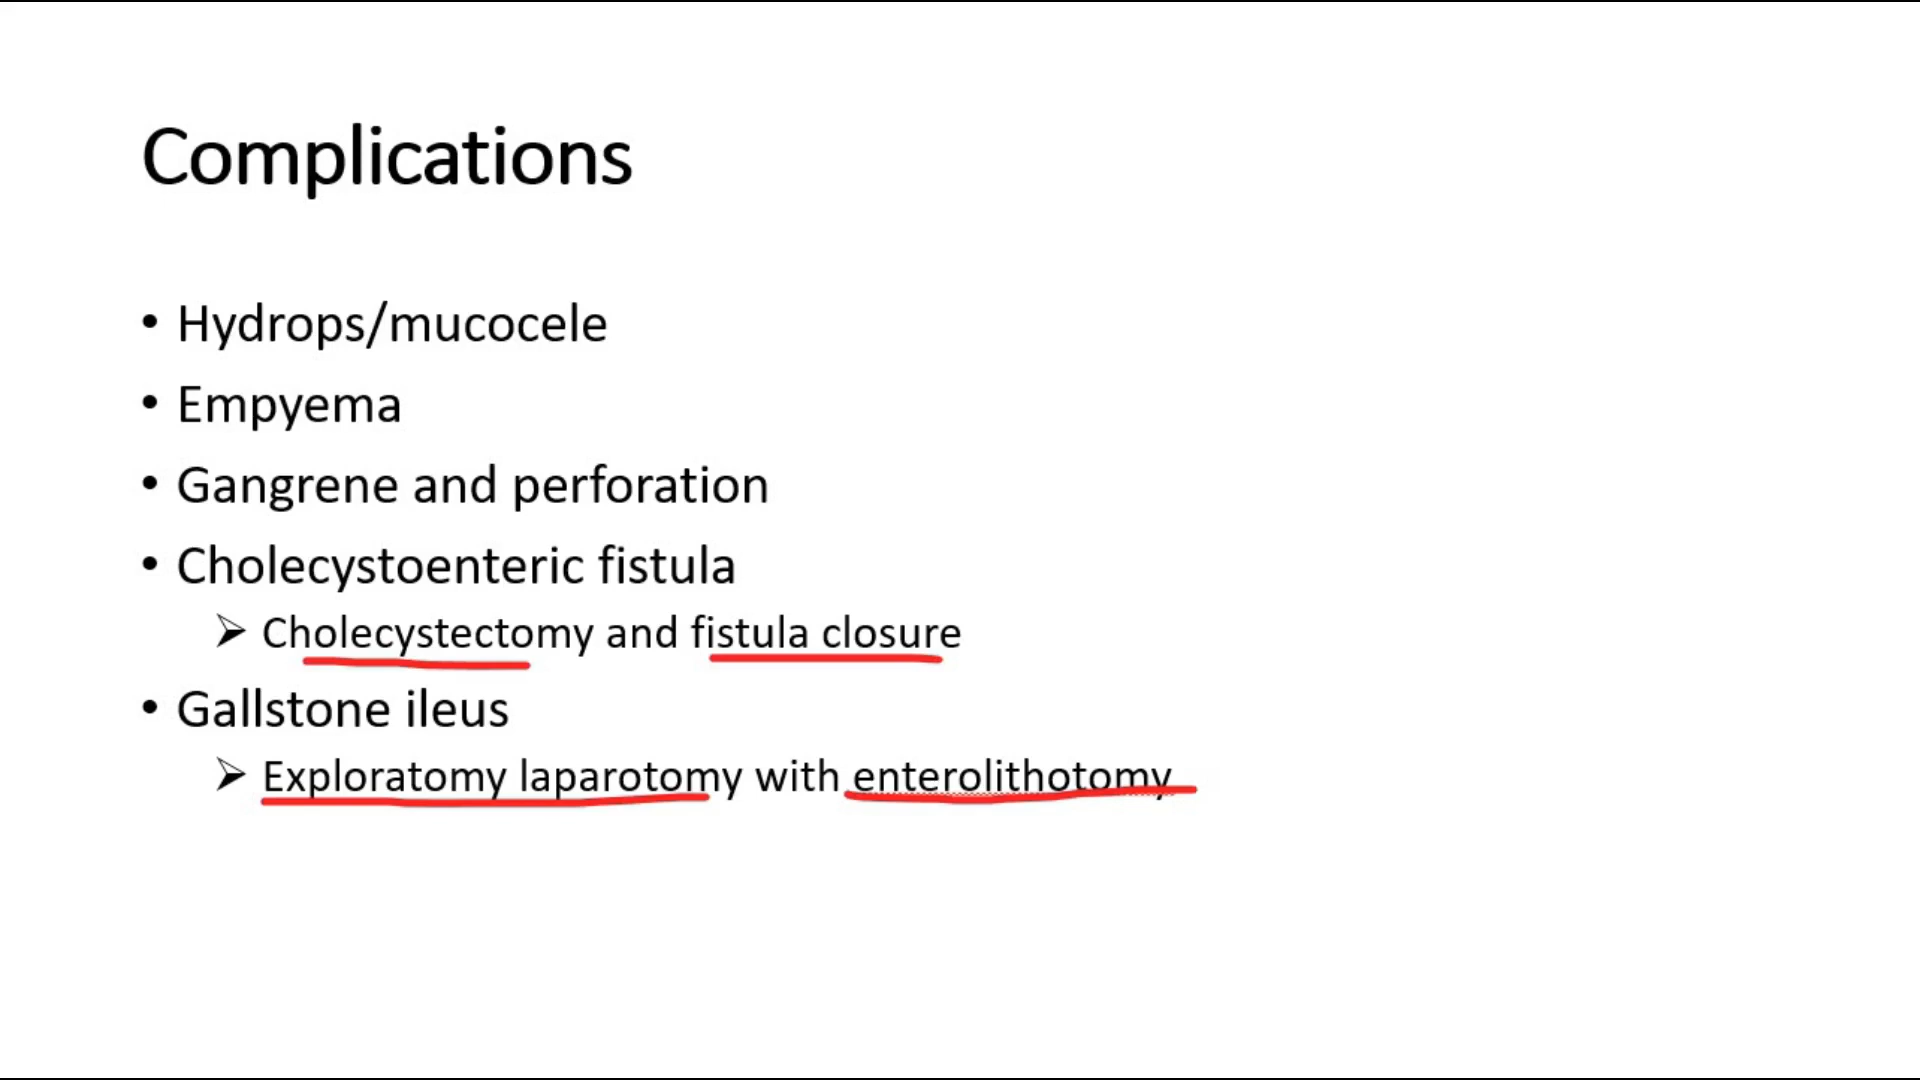 Complications
• Hydrops/mucocele
• Empyema
• Gangrene and perforation
• Cholecystoenteric fistula
➢ Cholecystectomy and fistula closure
• Gallstone ileus
➢ Exploratomy laparotomy with enterolithotomy